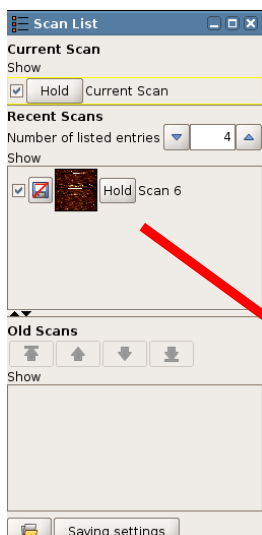 Scan List
Current Scan
Show
Hold Current Scan
Recent Scans
Number of listed entries 4
Show
Hold Scan 6
Old Scans
Show
Saving settings